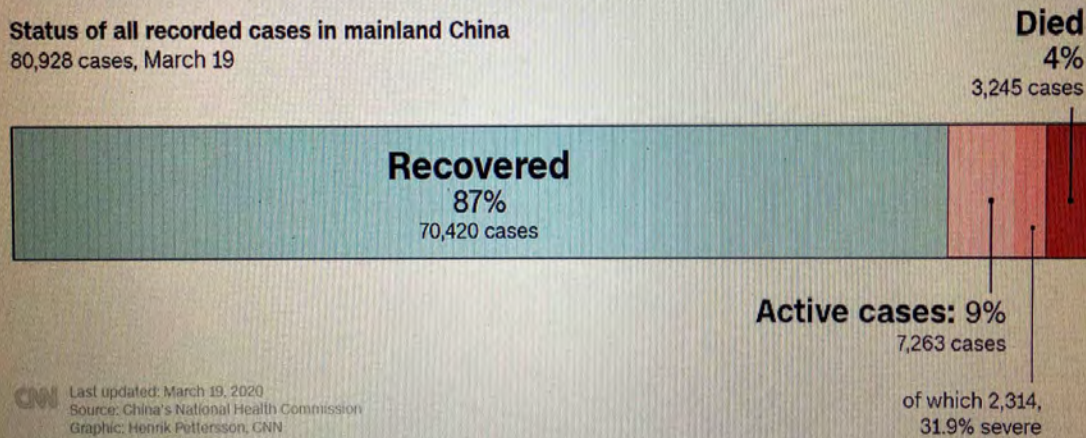 Status of all recorded cases in mainland China
80,928 cases, March 19
Died
4%
3,245 cases
Recovered
87%
70,420 cases
Active cases: 9%
7,263 cases
of which 2,314,
31.9% severe
CNN
Last updated: March 19, 2020
Source: China's National Health Commission
Graphic: Henrik Pettersson, CNN